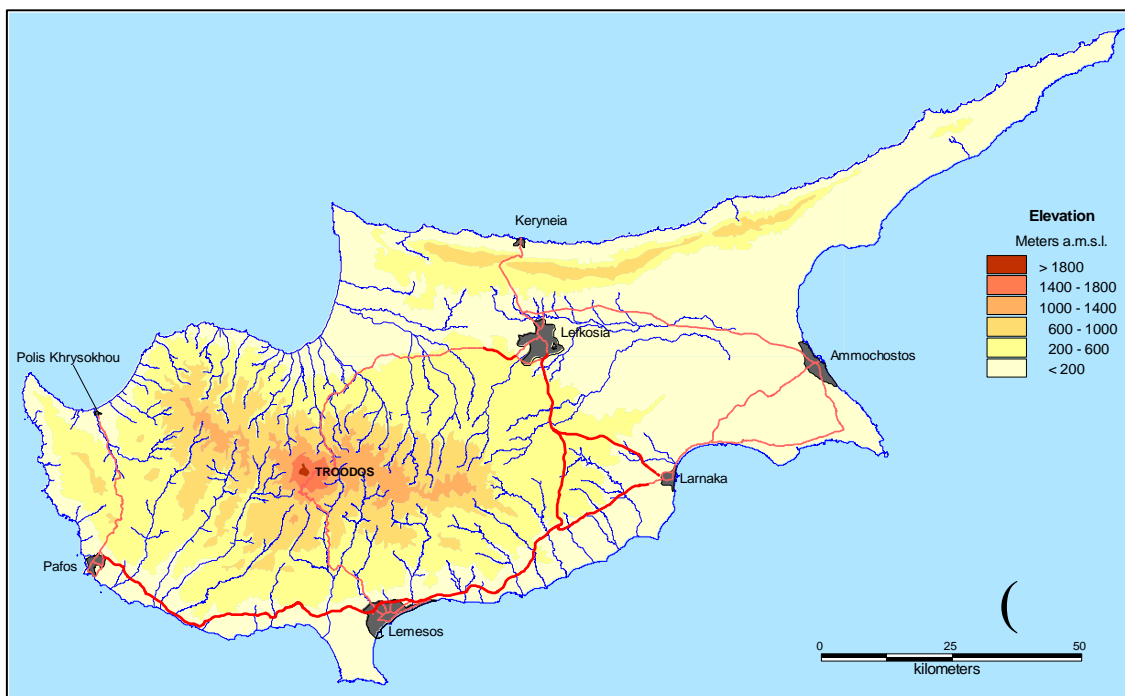 Keryneia
Elevation
Meters a.m.s.l.
> 1800
1400 - 1800
1000 - 1400
600 - 1000
200 - 600
< 200
Lefkosia
Polis Khrysokhou
Ammochostos
TROODOS
Larnaka
Pafos
Lemesos
(
0 25 50
kilometers